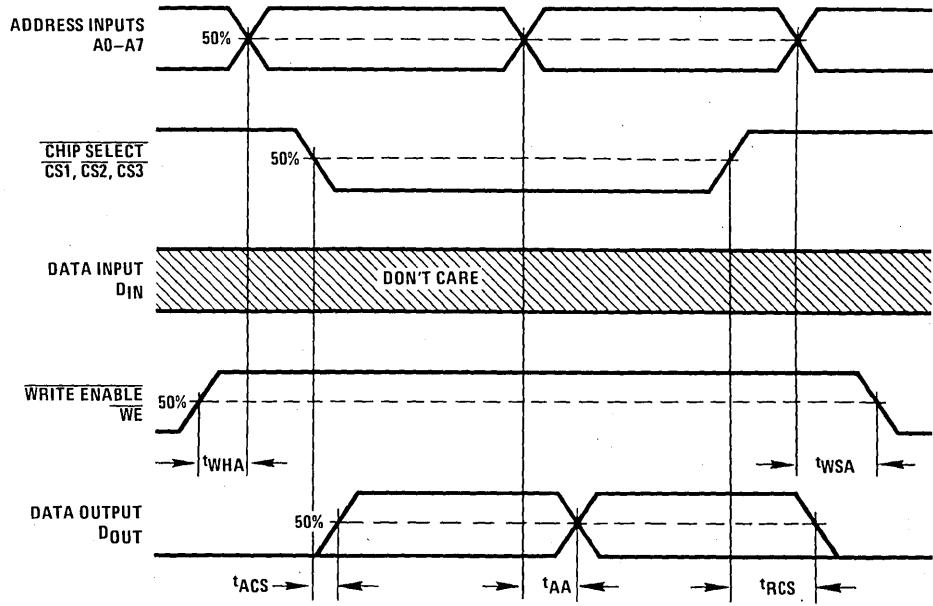 ADDRESS INPUTS
A0–A7
50%
CHIP SELECT
CS1, CS2, CS3
50%
DATA INPUT
DIN
DON'T CARE
WRITE ENABLE
WE
50%
tWHA
tWSA
DATA OUTPUT
DOUT
50%
tACS
tAA
tRCS